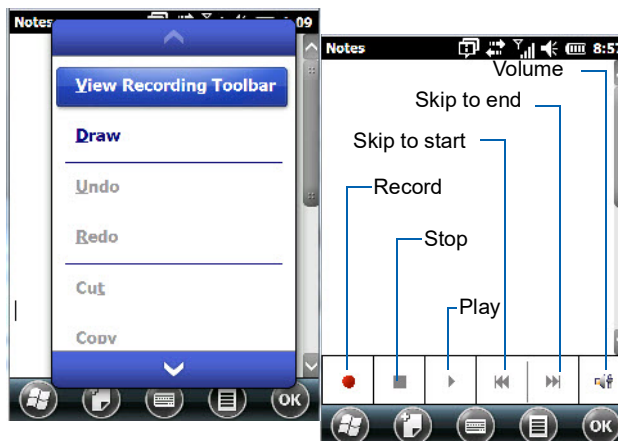 Notes
09
View Recording Toolbar
Draw
Undo
Redo
Cut
Copy
OK
Notes
8:57
Volume
Skip to end
Skip to start
Record
Stop
Play
OK